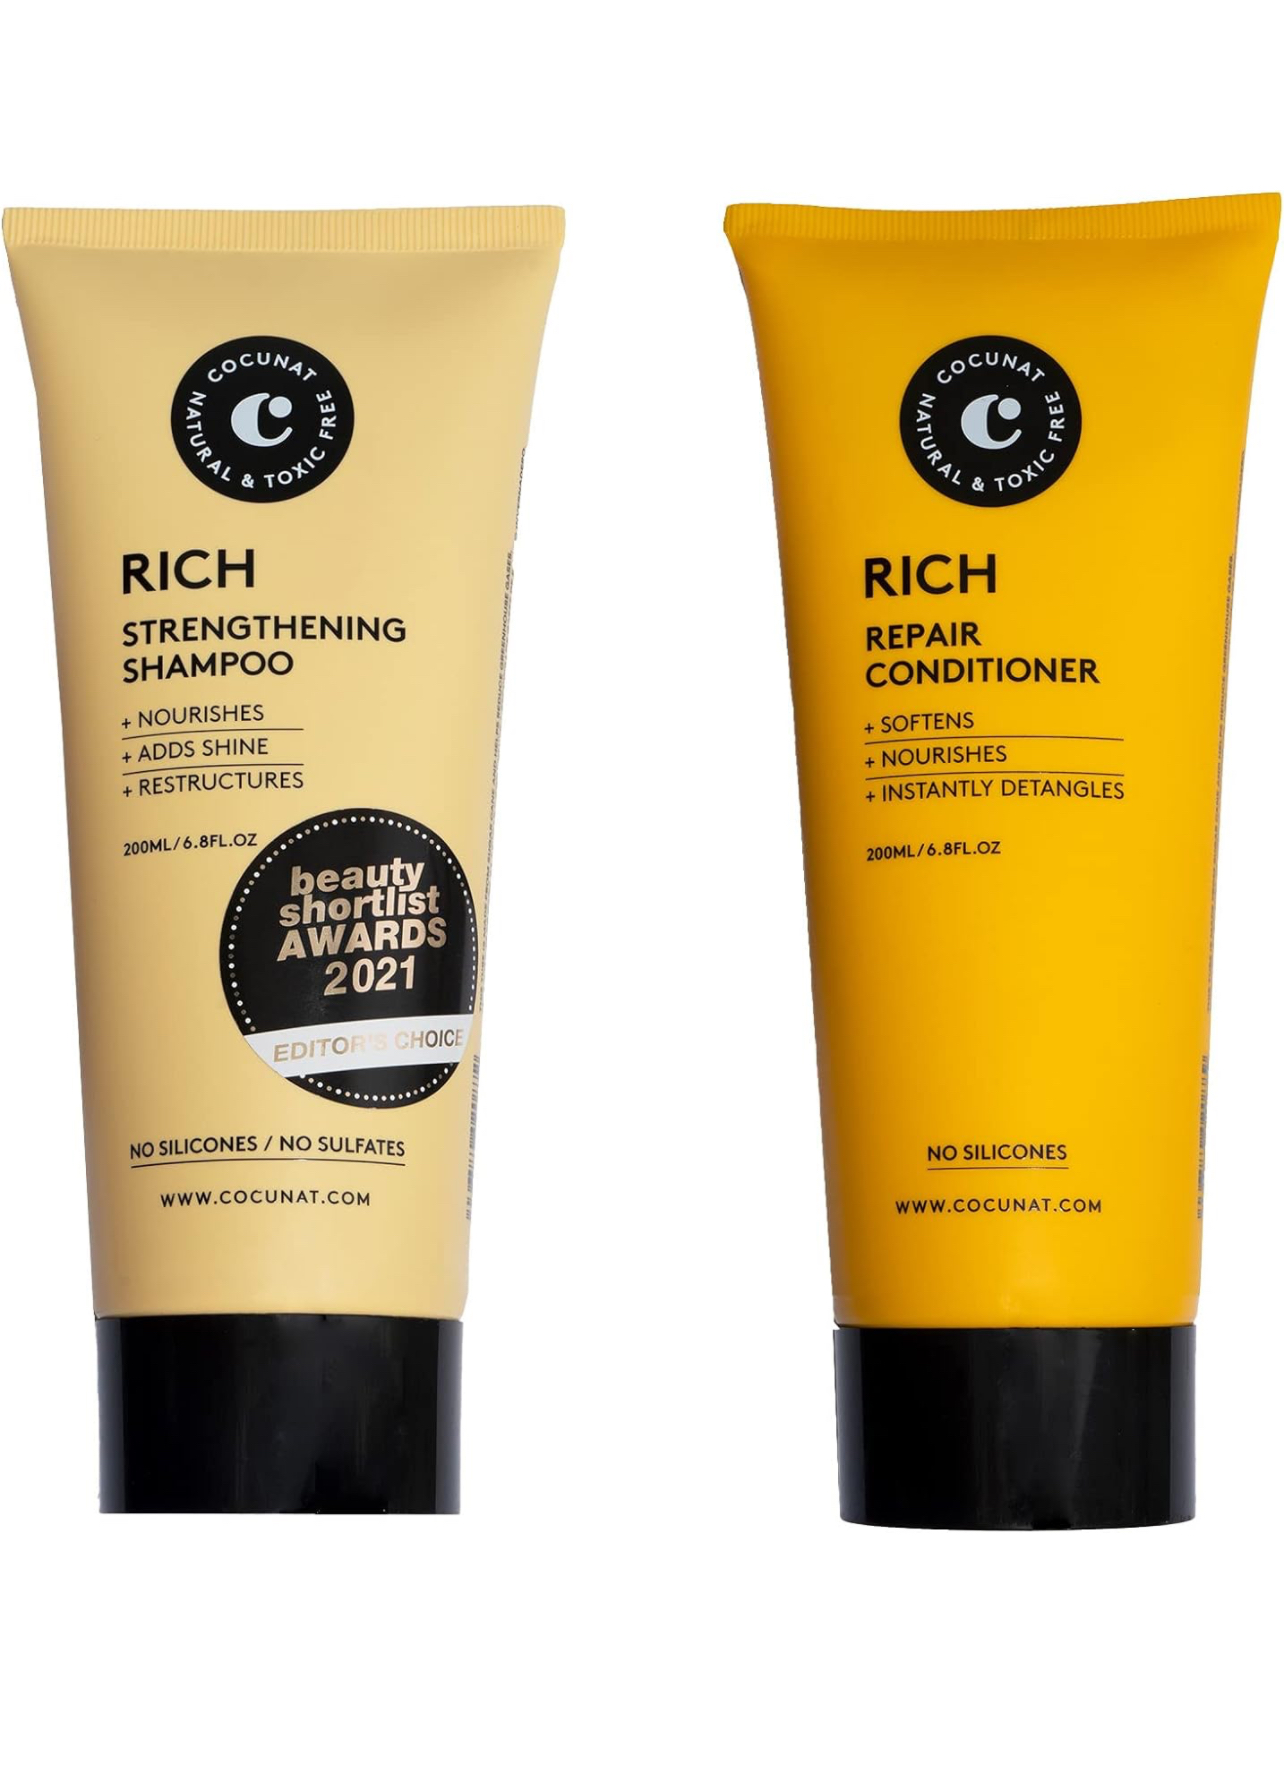 COCUNAT
C
NATURAL & TOXIC FREE
RICH
STRENGTHENING
SHAMPOO
+ NOURISHES
+ ADDS SHINE
+ RESTRUCTURES
200ML/6.8FL.OZ
beauty
shortlist
AWARDS
2021
EDITOR'S CHOICE
NO SILICONES / NO SULFATES
WWW.COCUNAT.COM
COCUNAT
C
NATURAL & TOXIC FREE
RICH
REPAIR
CONDITIONER
+ SOFTENS
+ NOURISHES
+ INSTANTLY DETANGLES
200ML/6.8FL.OZ
NO SILICONES
WWW.COCUNAT.COM